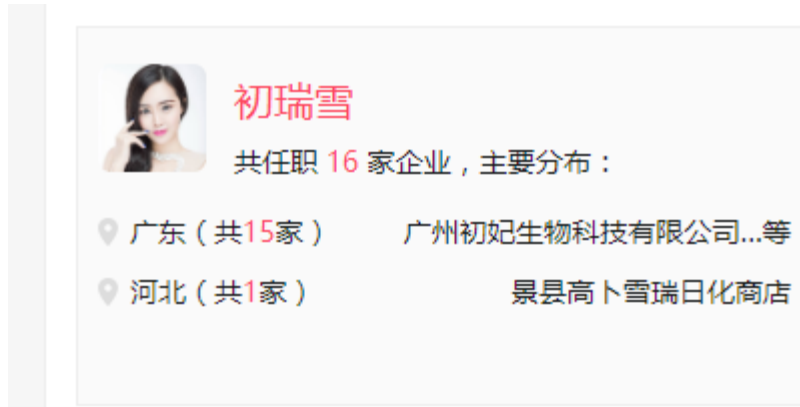 初瑞雪
共任职 16 家企业，主要分布：
广东（共15家） 广州初妃生物科技有限公司...等
河北（共1家） 景县高卜雪瑞日化商店